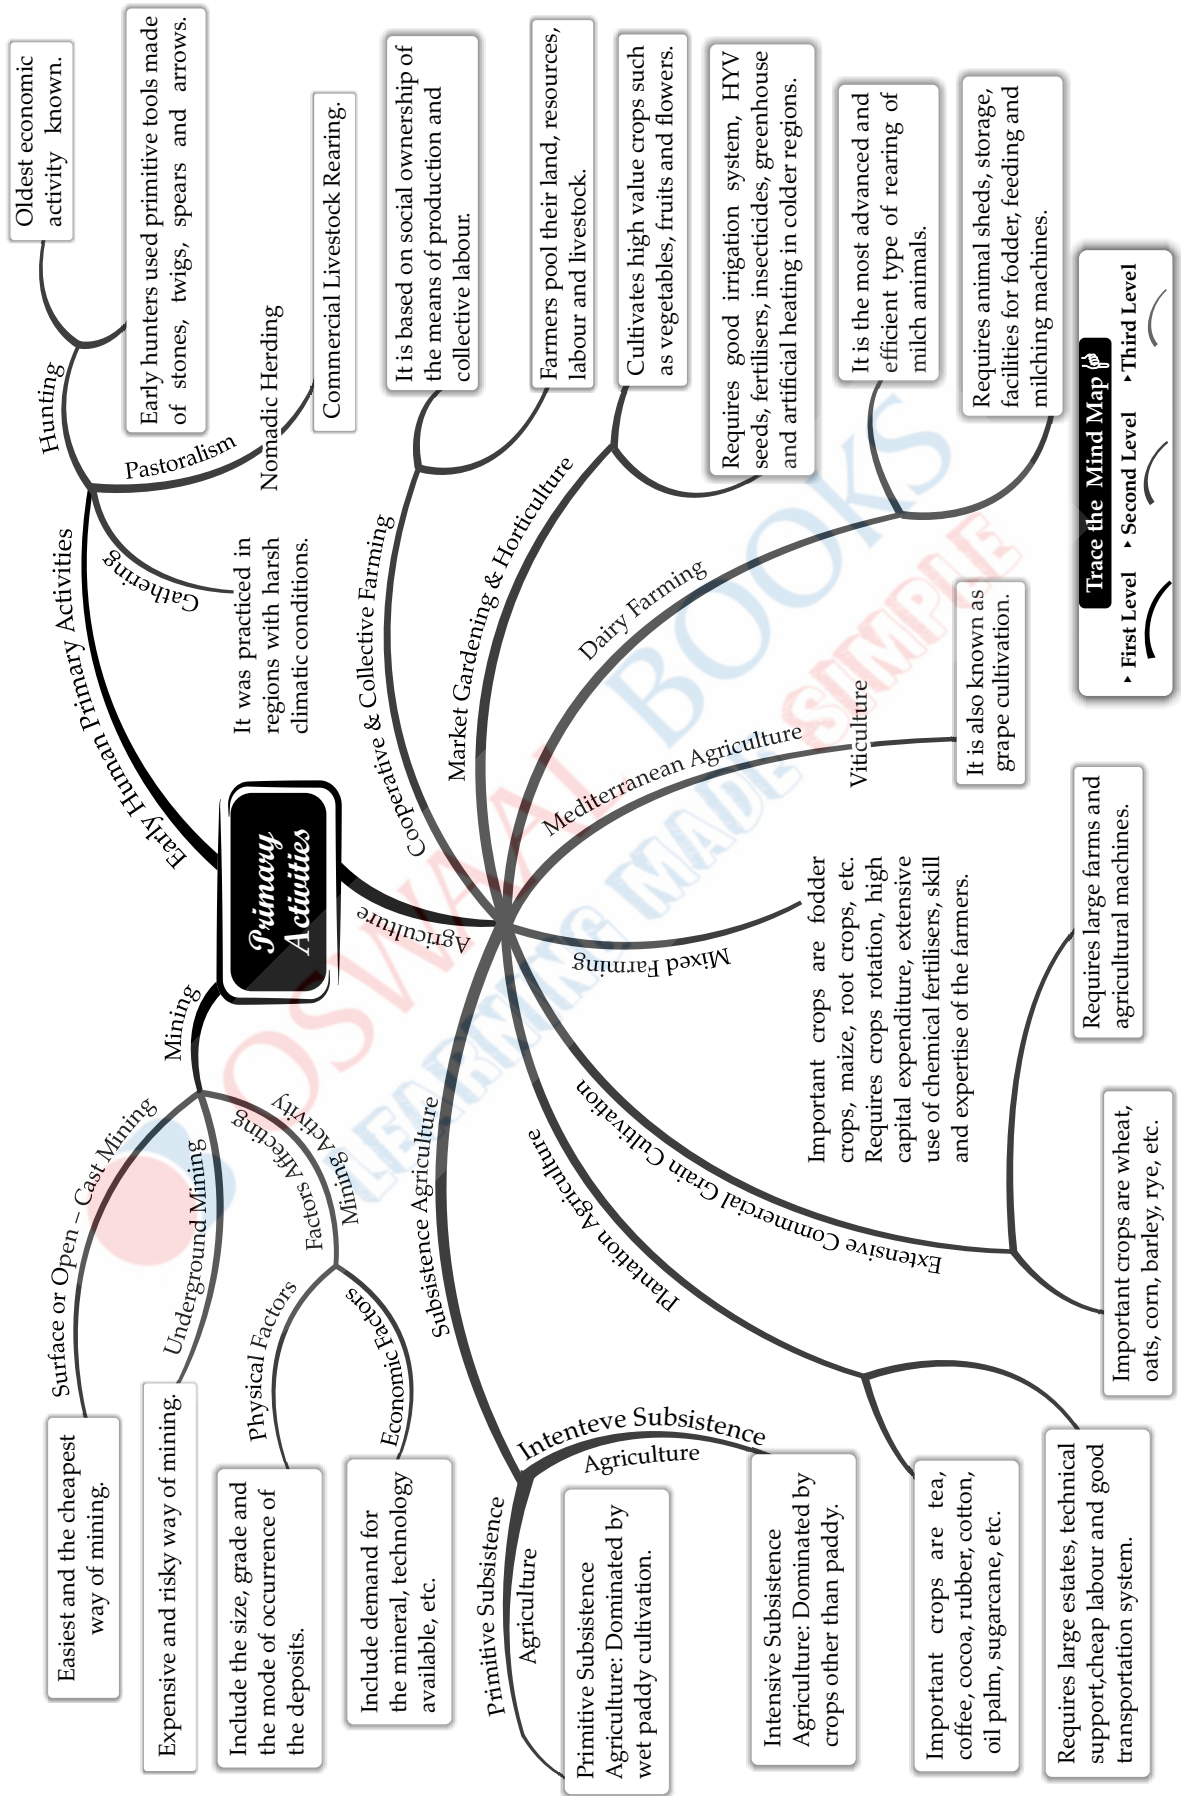 Primary
Activities
Mining
Surface or Open – Cast Mining
Easiest and the cheapest
way of mining.
Underground Mining
Expensive and risky way of mining.
Factors Affecting
Mining Activity
Physical Factors
Include the size, grade and
the mode of occurrence of
the deposits.
Economic Factors
Include demand for
the mineral, technology
available, etc.
Early Human Primary Activities
Hunting
Oldest economic
activity known.
Early hunters used primitive tools made
of stones, twigs, spears and arrows.
Pastoralism
Nomadic Herding
Commercial Livestock Rearing.
Gathering
It was practiced in
regions with harsh
climatic conditions.
Agriculture
Subsistence Agriculture
Primitive Subsistence
Agriculture
Primitive Subsistence
Agriculture: Dominated by
wet paddy cultivation.
Intenteve Subsistence
Agriculture
Intensive Subsistence
Agriculture: Dominated by
crops other than paddy.
Plantation Agriculture
Important crops are tea,
coffee, cocoa, rubber, cotton,
oil palm, sugarcane, etc.
Requires large estates, technical
support,cheap labour and good
transportation system.
Extensive Commercial Grain Cultivation
Important crops are wheat,
oats, corn, barley, rye, etc.
Requires large farms and
agricultural machines.
Mixed Farming
Important crops are fodder
crops, maize, root crops, etc.
Requires crops rotation, high
capital expenditure, extensive
use of chemical fertilisers, skill
and expertise of the farmers.
Mediterranean Agriculture
Viticulture
It is also known as
grape cultivation.
Dairy Farming
It is the most advanced and
efficient type of rearing of
milch animals.
Requires animal sheds, storage,
facilities for fodder, feeding and
milching machines.
Market Gardening & Horticulture
Cultivates high value crops such
as vegetables, fruits and flowers.
Requires good irrigation system, HYV
seeds, fertilisers, insecticides, greenhouse
and artificial heating in colder regions.
Cooperative & Collective Farming
It is based on social ownership of
the means of production and
collective labour.
Farmers pool their land, resources,
labour and livestock.
Trace the Mind Map
First Level Second Level Third Level
OSWAAL BOOKS
LEARNING MADE SIMPLE